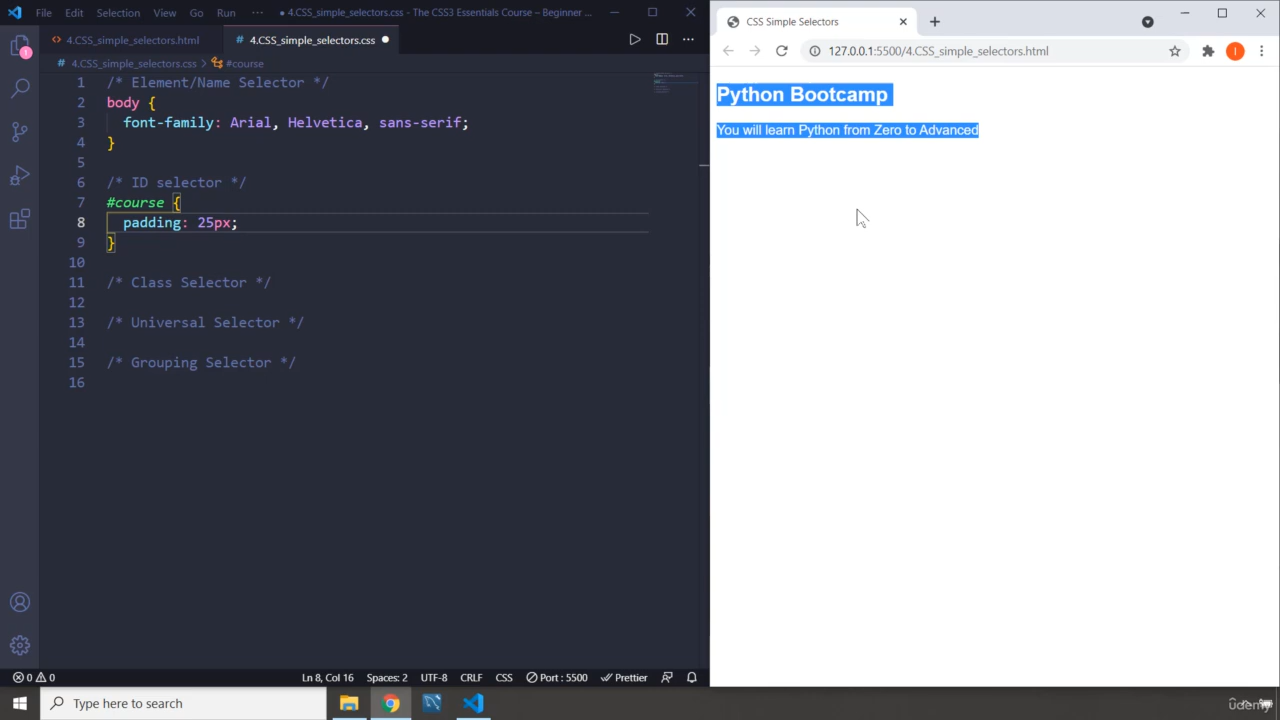 File Edit Selection View Go Run ··· ● 4.CSS_simple_selectors.css - The CSS3 Essentials Course – Beginner ...
4.CSS_simple_selectors.html
# 4.CSS_simple_selectors.css ●
# 4.CSS_simple_selectors.css > #course
1 /* Element/Name Selector */
2 body {
3 font-family: Arial, Helvetica, sans-serif;
4 }
5
6 /* ID selector */
7 #course {
8 padding: 25px;
9 }
10
11 /* Class Selector */
12
13 /* Universal Selector */
14
15 /* Grouping Selector */
16
1
0 0
Ln 8, Col 16 Spaces: 2 UTF-8 CRLF CSS Port : 5500 Prettier
CSS Simple Selectors
127.0.0.1:5500/4.CSS_simple_selectors.html
I
Python Bootcamp
You will learn Python from Zero to Advanced
Type here to search
udemy